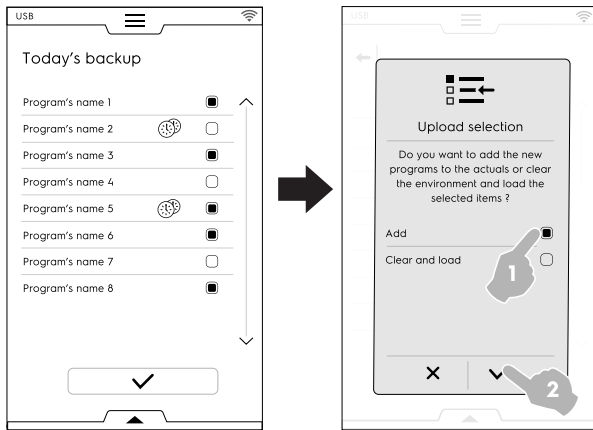 USB
Today's backup
Program's name 1
Program's name 2
Program's name 3
Program's name 4
Program's name 5
Program's name 6
Program's name 7
Program's name 8
USB
Upload selection
Do you want to add the new
programs to the actuals or clear
the environment and load the
selected items ?
Add
1
Clear and load
2